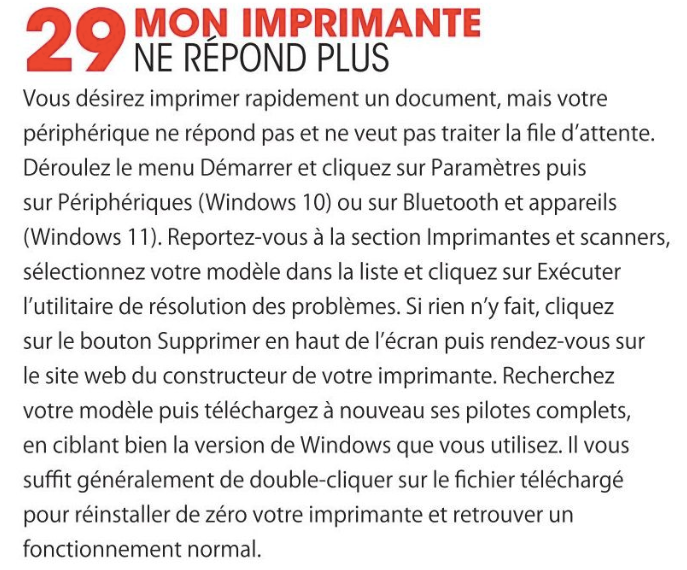 29 MON IMPRIMANTE
NE RÉPOND PLUS
Vous désirez imprimer rapidement un document, mais votre
périphérique ne répond pas et ne veut pas traiter la file d’attente.
Déroulez le menu Démarrer et cliquez sur Paramètres puis
sur Périphériques (Windows 10) ou sur Bluetooth et appareils
(Windows 11). Reportez-vous à la section Imprimantes et scanners,
sélectionnez votre modèle dans la liste et cliquez sur Exécuter
l’utilitaire de résolution des problèmes. Si rien n’y fait, cliquez
sur le bouton Supprimer en haut de l’écran puis rendez-vous sur
le site web du constructeur de votre imprimante. Recherchez
votre modèle puis téléchargez à nouveau ses pilotes complets,
en ciblant bien la version de Windows que vous utilisez. Il vous
suffit généralement de double-cliquer sur le fichier téléchargé
pour réinstaller de zéro votre imprimante et retrouver un
fonctionnement normal.